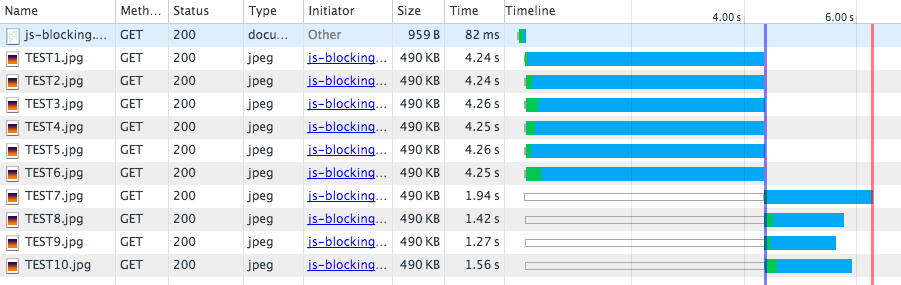 Name Meth... Status Type Initiator Size Time Timeline
4.00 s 6.00 s
js-blocking.... GET 200 docu... Other 959 B 82 ms
TEST1.jpg GET 200 jpeg js-blocking... 490 KB 4.24 s
TEST2.jpg GET 200 jpeg js-blocking... 490 KB 4.24 s
TEST3.jpg GET 200 jpeg js-blocking... 490 KB 4.26 s
TEST4.jpg GET 200 jpeg js-blocking... 490 KB 4.25 s
TEST5.jpg GET 200 jpeg js-blocking... 490 KB 4.26 s
TEST6.jpg GET 200 jpeg js-blocking... 490 KB 4.25 s
TEST7.jpg GET 200 jpeg js-blocking... 490 KB 1.94 s
TEST8.jpg GET 200 jpeg js-blocking... 490 KB 1.42 s
TEST9.jpg GET 200 jpeg js-blocking... 490 KB 1.27 s
TEST10.jpg GET 200 jpeg js-blocking... 490 KB 1.56 s